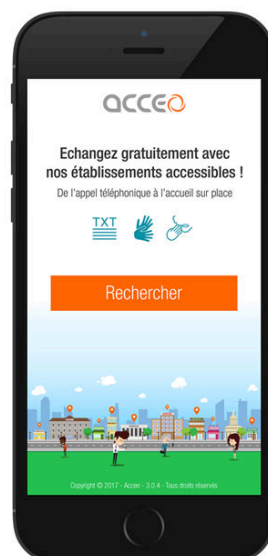 acceo
Echangez gratuitement avec
nos établissements accessibles !
De l'appel téléphonique à l'accueil sur place
TXT
Rechercher
Copyright © 2017 - Acceo - 3.0.4 - Tous droits réservés